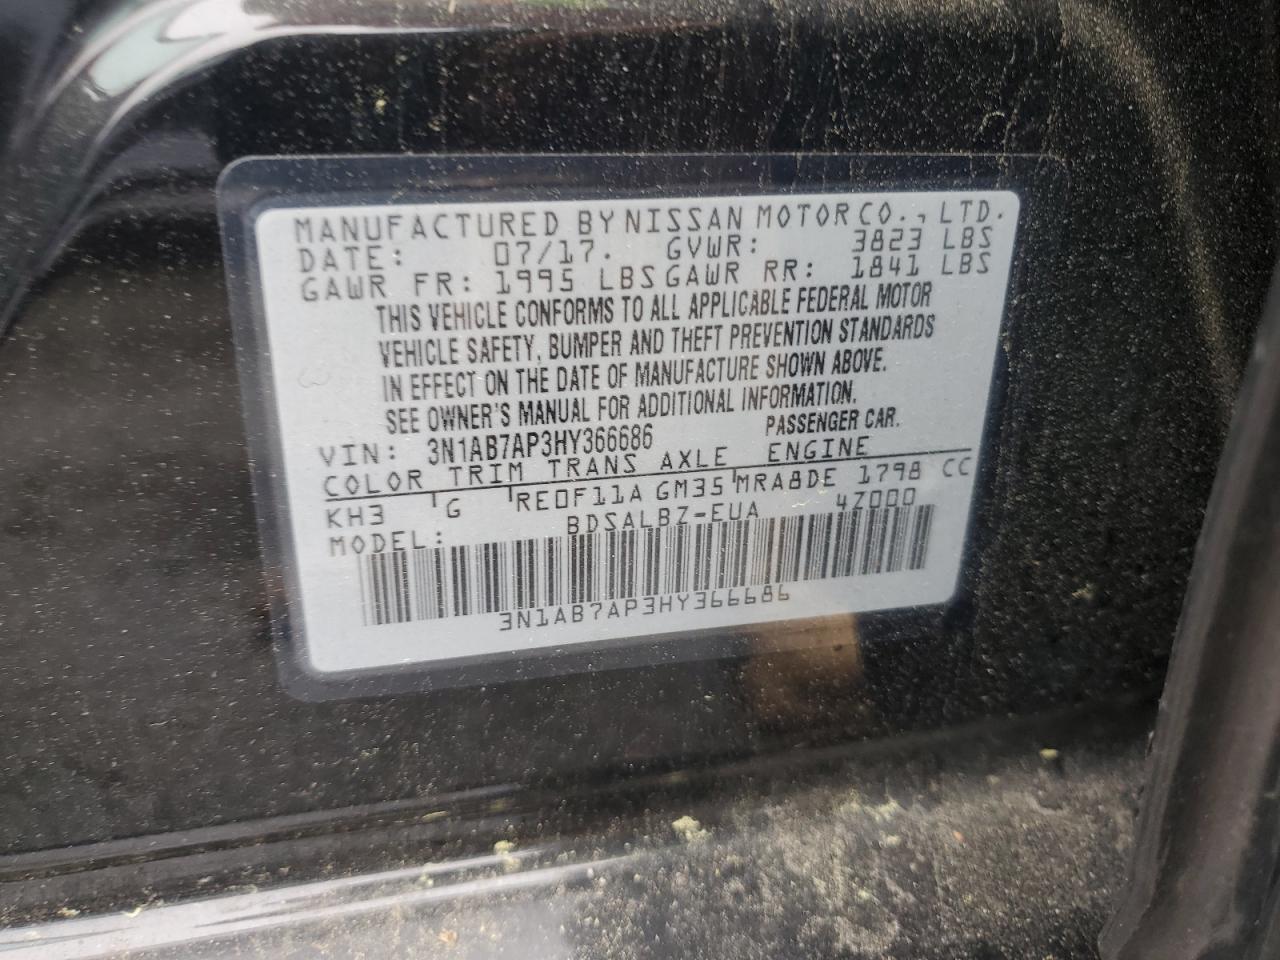 MANUFACTURED BY NISSAN MOTOR CO., LTD.
DATE: 07/17. GVWR: 3823 LBS
GAWR FR: 1995 LBS GAWR RR: 1841 LBS
THIS VEHICLE CONFORMS TO ALL APPLICABLE FEDERAL MOTOR
VEHICLE SAFETY, BUMPER AND THEFT PREVENTION STANDARDS
IN EFFECT ON THE DATE OF MANUFACTURE SHOWN ABOVE.
SEE OWNER'S MANUAL FOR ADDITIONAL INFORMATION.
VIN: 3N1AB7AP3HY366686 PASSENGER CAR.
COLOR TRIM TRANS AXLE ENGINE
KH3 G RE0F11A GM35 MRA8DE 1798 CC
MODEL: BDSALBZ-EUA 4Z000
3N1AB7AP3HY366686